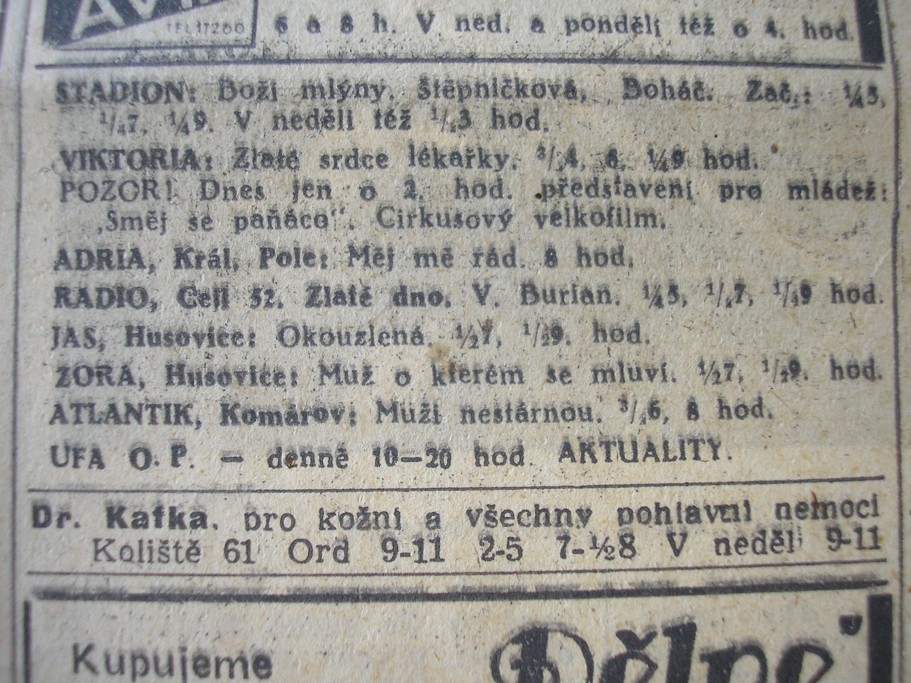 TEL 17260
6 a 8 h. V ned. a pondělí též o 4. hod.
STADION: Boží mlýny. Štěpničková, Boháč. Zač.: ¼5,
¼7, ¼9. V neděli též ¼3 hod.
VIKTORIA: Zlaté srdce lékařky. ¾4, 6, ¼9 hod.
POZOR! Dnes jen o 2. hod. představení pro mládež:
„Směj se paňáco". Cirkusový velkofilm.
ADRIA, Král. Pole: Měj mě rád. 8 hod.
RADIO, Cejl 52. Zlaté dno. V. Burian. ¼5, ¼7, ½9 hod.
JAS, Husovice: Okouzlená. ½7, ½9. hod.
ZORA, Husovice: Muž o kterém se mluví. ½7, ½9. hod.
ATLANTIK, Komárov: Muži nestárnou. ¾6, 8 hod.
UFA O. P. — denně 10—20 hod AKTUALITY.
Dr. Kafka. pro kožní a všechny pohlavní nemoci
Koliště 61 Ord 9-11 2-5 7-½8 V neděli 9-11
Kupujeme